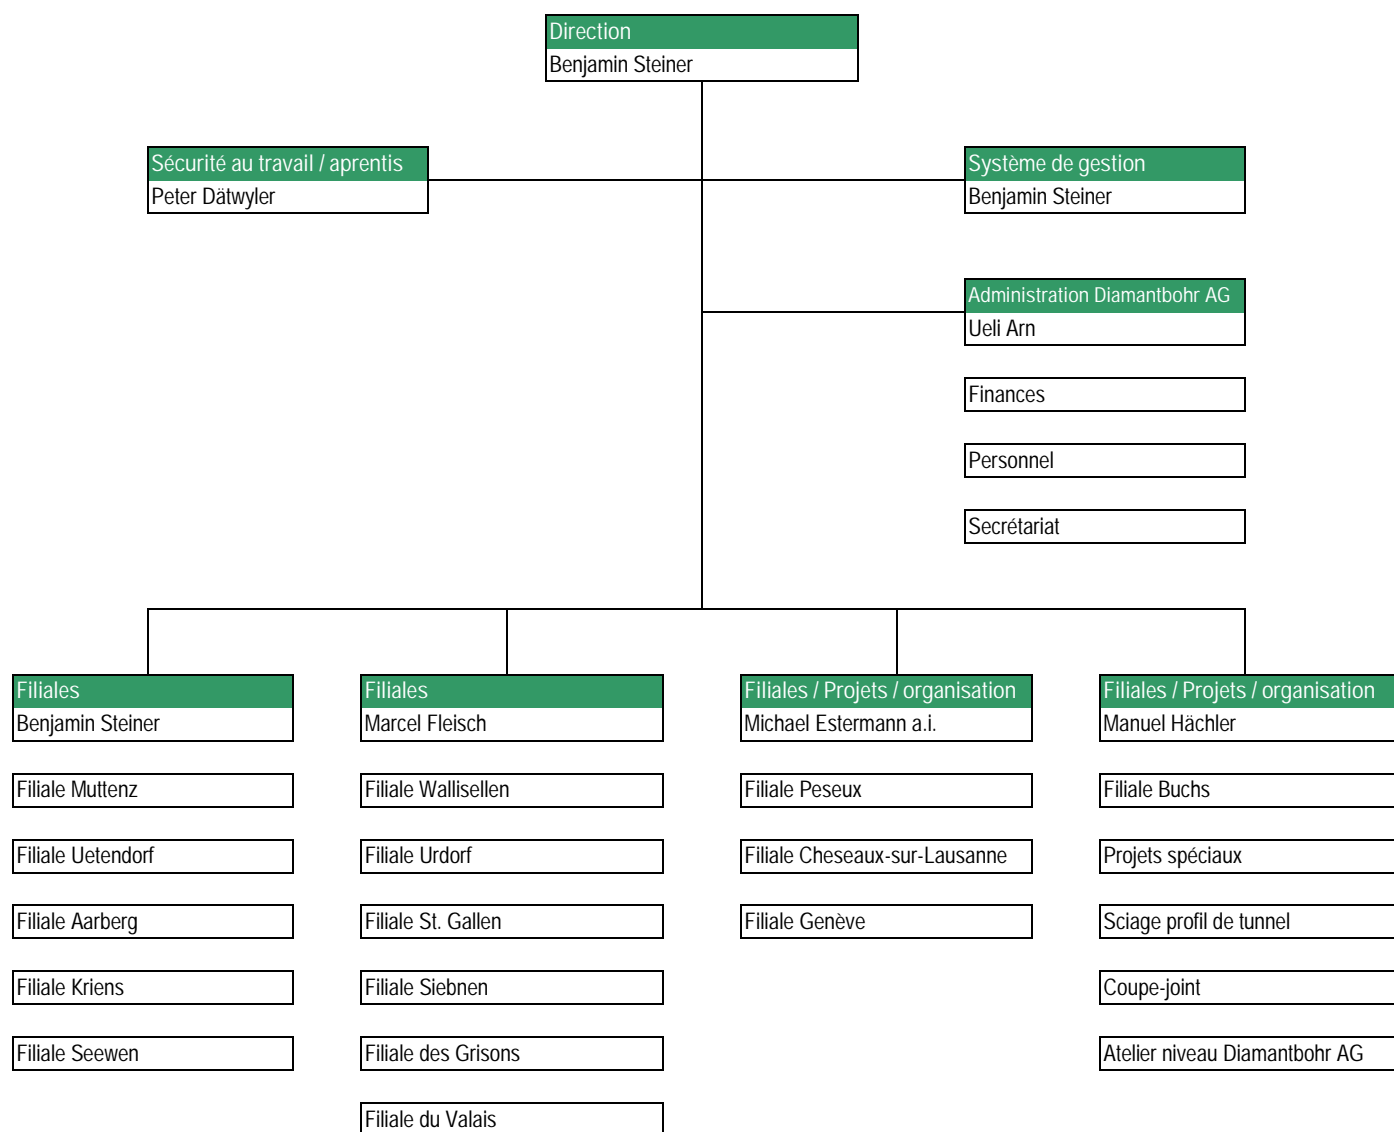 Direction
Benjamin Steiner
Sécurité au travail / aprentis
Peter Dätwyler
Système de gestion
Benjamin Steiner
Administration Diamantbohr AG
Ueli Arn
Finances
Personnel
Secrétariat
Filiales
Benjamin Steiner
Filiale Muttenz
Filiale Uetendorf
Filiale Aarberg
Filiale Kriens
Filiale Seewen
Filiales
Marcel Fleisch
Filiale Wallisellen
Filiale Urdorf
Filiale St. Gallen
Filiale Siebnen
Filiale des Grisons
Filiale du Valais
Filiales / Projets / organisation
Michael Estermann a.i.
Filiale Peseux
Filiale Cheseaux-sur-Lausanne
Filiale Genève
Filiales / Projets / organisation
Manuel Hächler
Filiale Buchs
Projets spéciaux
Sciage profil de tunnel
Coupe-joint
Atelier niveau Diamantbohr AG